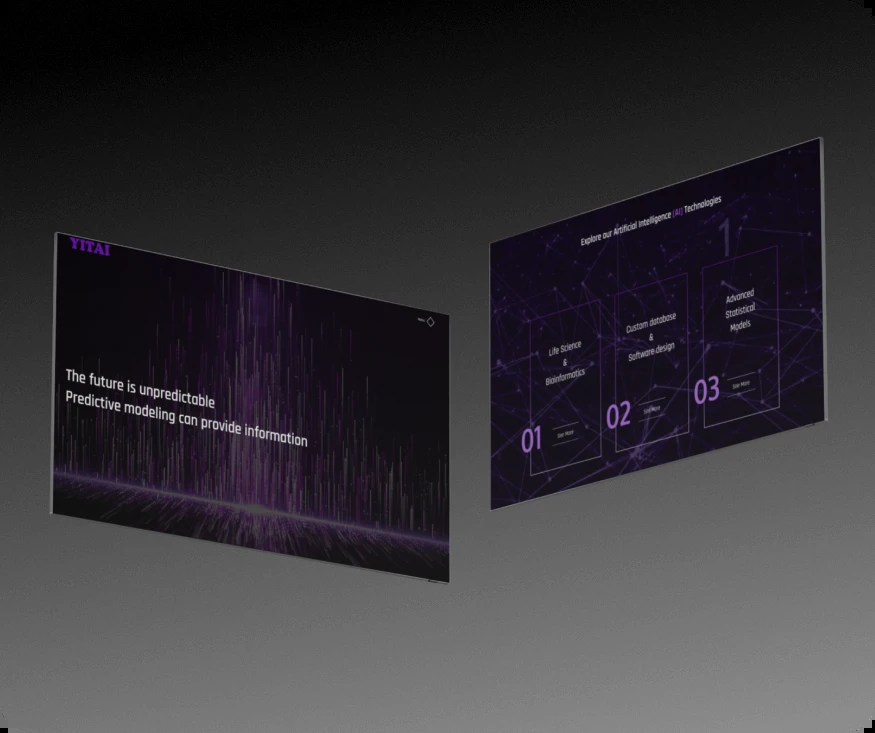 YITAI
The future is unpredictable
Predictive modeling can provide information
Explore our Artificial Intelligence (AI) Technologies
1
Life Science
&
Bioinformatics
01
See More
Custom database
&
Software design
02
See More
Advanced
Statistical
Models
03
See More